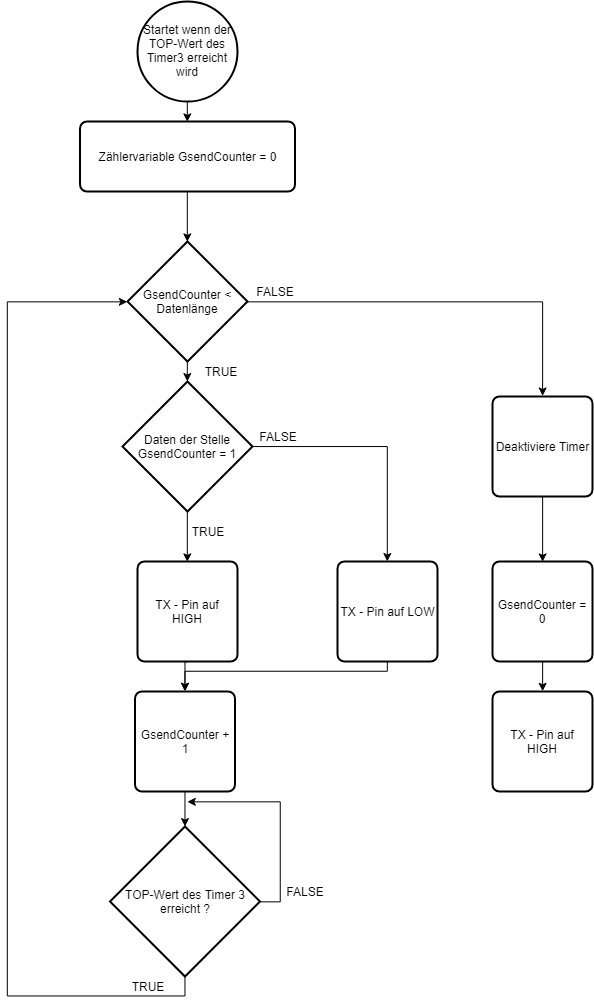 Startet wenn der
TOP-Wert des
Timer3 erreicht
wird
Zählervariable GsendCounter = 0
GsendCounter <
Datenlänge
FALSE
TRUE
Daten der Stelle
GsendCounter = 1
FALSE
Deaktiviere Timer
TRUE
TX - Pin auf
HIGH
TX - Pin auf LOW
GsendCounter =
0
GsendCounter +
1
TX - Pin auf
HIGH
TOP-Wert des Timer 3
erreicht ?
FALSE
TRUE